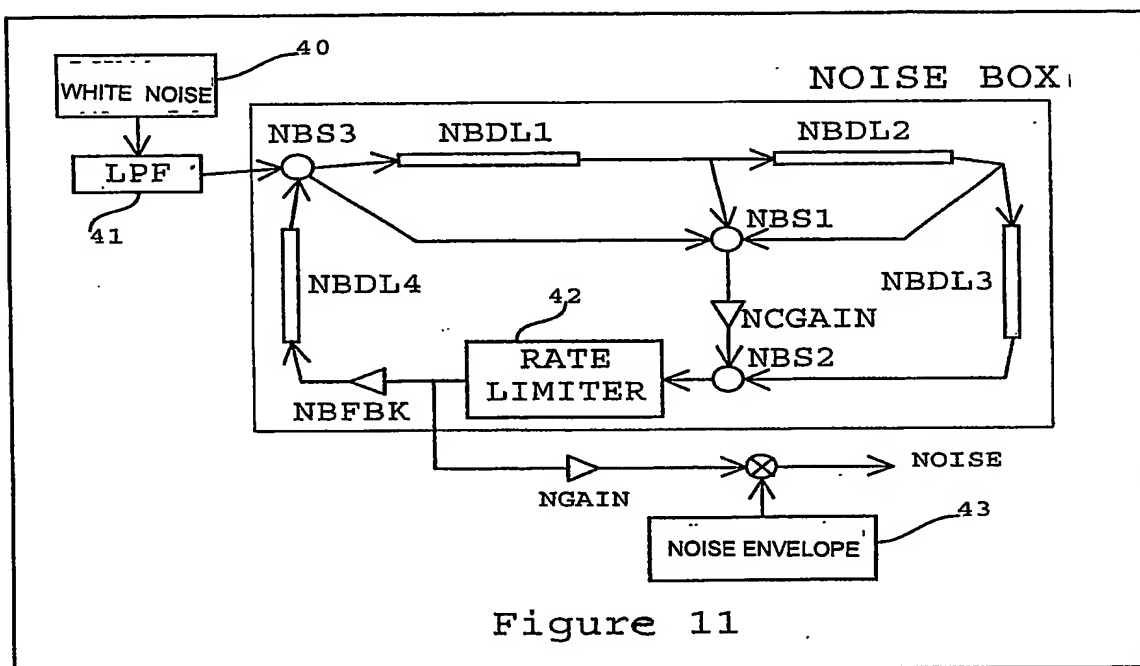 40
WHITE NOISE
NOISE BOX
NBS3
NBDL1
NBDL2
LPF
41
NBS1
NBDL4
NBDL3
42
NCGAIN
RATE
LIMITER
NBS2
NBFBK
NOISE
NGAIN
43
NOISE ENVELOPE
Figure 11